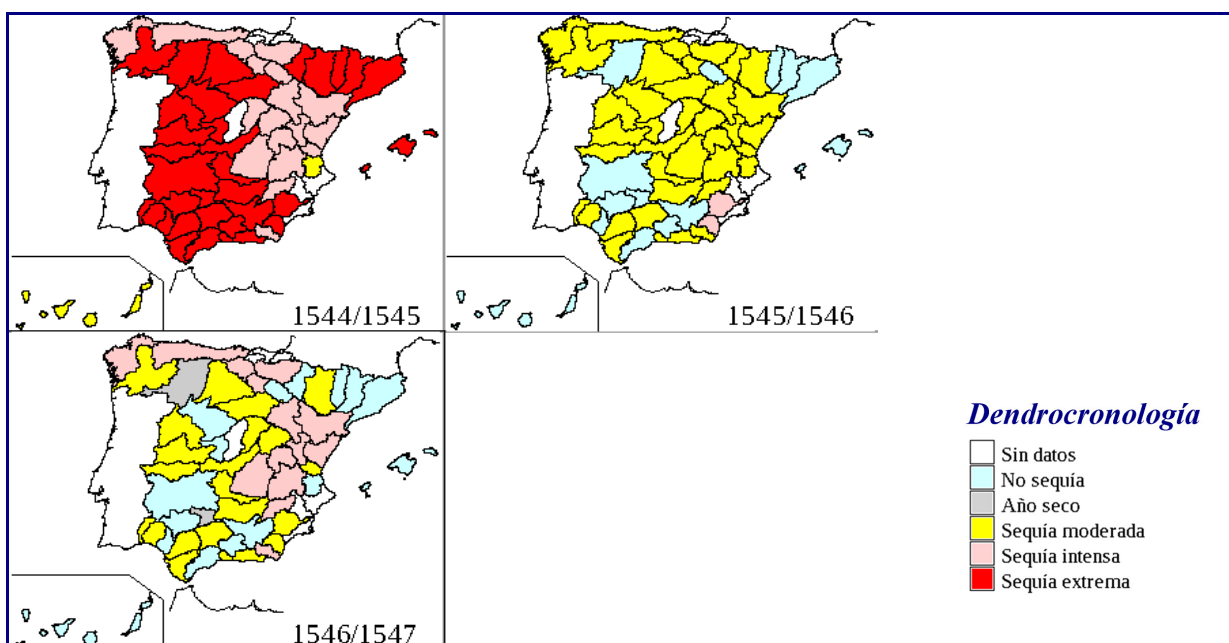 1544/1545
1545/1546
1546/1547
Dendrocronología
Sin datos
No sequía
Año seco
Sequía moderada
Sequía intensa
Sequía extrema